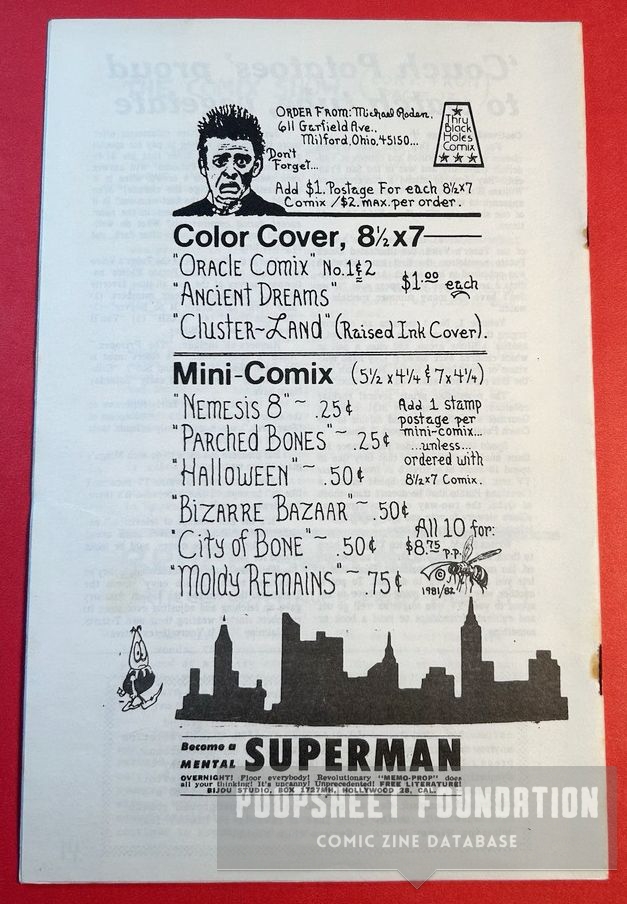 ORDER FROM: Michael Roden,
611 Garfield Ave.,
Milford, Ohio, 45150...
Don't
Forget...
Add $1. Postage For each 8½x7
Comix /$2. max. per order.
Thru
Black
Holes
Comix
Color Cover, 8½x7
"Oracle Comix" No. 1&2
"Ancient Dreams"
$1.00 each
"Cluster-Land" (Raised Ink Cover).
Mini-Comix (5½ x 4¼ & 7x4¼)
"Nemesis 8" ~ .25¢
"Parched Bones" ~ .25¢
"Halloween" ~ .50¢
Add 1 stamp
postage per
mini-comix...
...unless...
ordered with
8½x7 Comix.
"Bizarre Bazaar" ~ .50¢
"City of Bone" ~ .50¢
"Moldy Remains" ~ .75¢
All 10 for:
$8.75 P.P.
© 1981/82
Become a
MENTAL SUPERMAN
OVERNIGHT! Floor everybody! Revolutionary "MEMO-PROP" does
all your thinking! It's uncanny! Unprecedented! FREE LITERATURE!
BIJOU STUDIO, BOX 1727MH, HOLLYWOOD 28, CAL.
POOPSHEET FOUNDATION
COMIC ZINE DATABASE